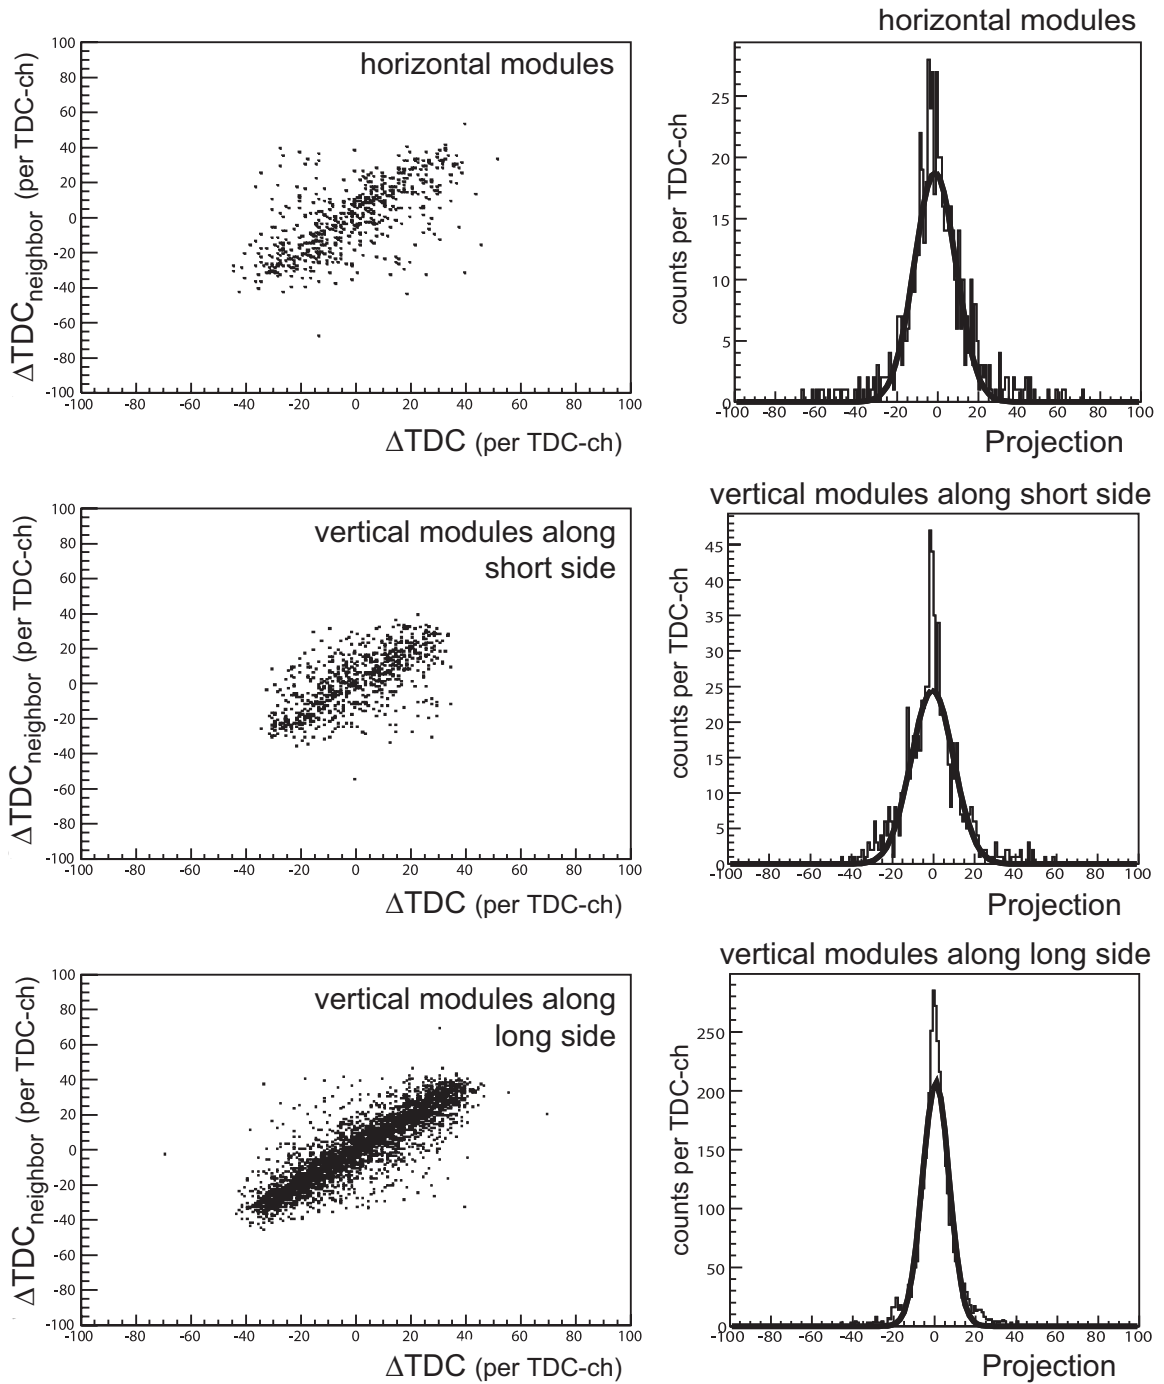 horizontal modules
horizontal modules
100
80
60
40
20
0
-20
-40
-60
-80
-100
-100 -80 -60 -40 -20 0 20 40 60 80 100
ΔTDC (per TDC-ch)
ΔTDCneighbor (per TDC-ch)
25
20
15
10
5
0
-100 -80 -60 -40 -20 0 20 40 60 80 100
Projection
counts per TDC-ch
vertical modules along short side
vertical modules along
short side
100
80
60
40
20
0
-20
-40
-60
-80
-100
-100 -80 -60 -40 -20 0 20 40 60 80 100
ΔTDC (per TDC-ch)
ΔTDCneighbor (per TDC-ch)
45
40
35
30
25
20
15
10
5
0
-100 -80 -60 -40 -20 0 20 40 60 80 100
Projection
counts per TDC-ch
vertical modules along long side
vertical modules along
long side
100
80
60
40
20
0
-20
-40
-60
-80
-100
-100 -80 -60 -40 -20 0 20 40 60 80 100
ΔTDC (per TDC-ch)
ΔTDCneighbor (per TDC-ch)
250
200
150
100
50
0
-100 -80 -60 -40 -20 0 20 40 60 80 100
Projection
counts per TDC-ch